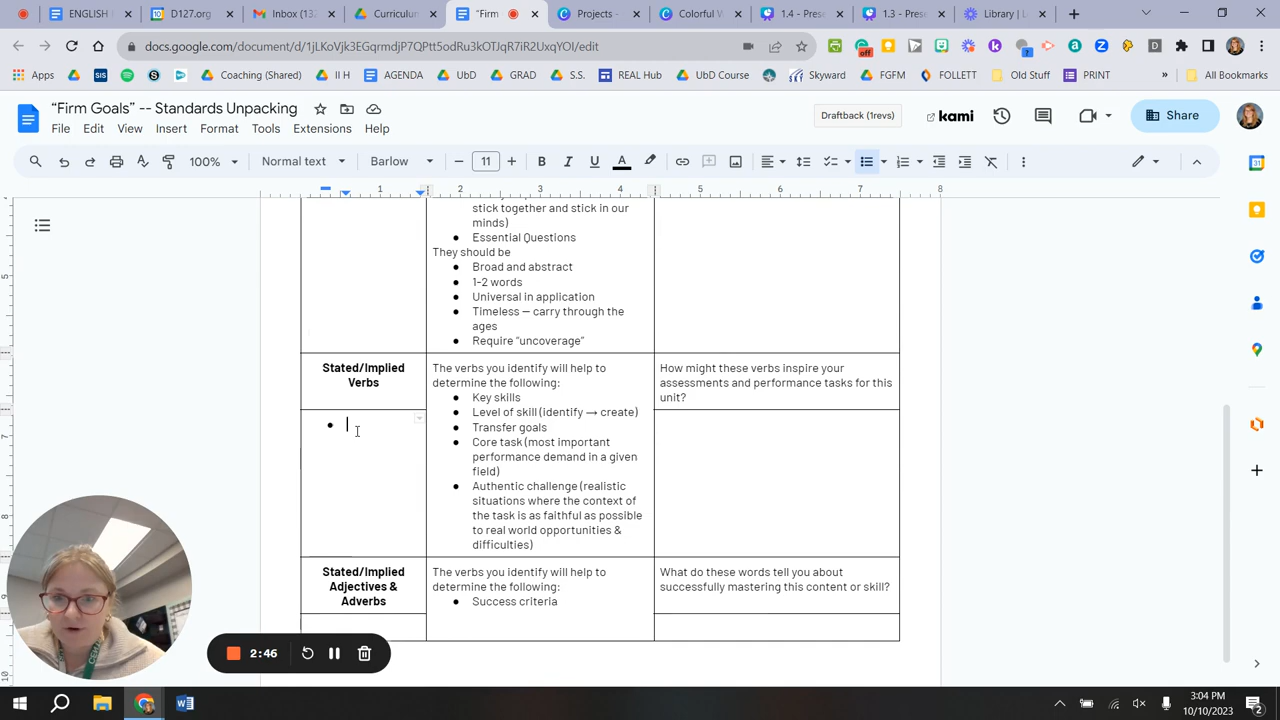 ENGLISH |
D127.org
Inbox (13
Curriculum
"Firm
Projects -
Colorful V
1.4 - Prese
1.3 - Prese
Library | L
docs.google.com/document/d/1jLKoVjk3EGqrmdjP7QPtt5odRu3kOTJqR7iR2UxqYOI/edit
Apps
SIS
Coaching (Shared)
II H
AGENDA
UbD
GRAD
S.S.
REAL Hub
UbD Course
Skyward
FGFM
FOLLETT
Old Stuff
PRINT
»
All Bookmarks
"Firm Goals" -- Standards Unpacking
File Edit View Insert Format Tools Extensions Help
Draftback (1revs)
kami
Share
100%
Normal text
Barlow
11
1 2 3 4 5 6 7 8
stick together and stick in our
minds)
● Essential Questions
They should be
● Broad and abstract
● 1-2 words
● Universal in application
● Timeless — carry through the
ages
● Require "uncoverage"
Stated/Implied
Verbs
The verbs you identify will help to
determine the following:
● Key skills
● Level of skill (identify → create)
● Transfer goals
● Core task (most important
performance demand in a given
field)
● Authentic challenge (realistic
situations where the context of
the task is as faithful as possible
to real world opportunities &
difficulties)
How might these verbs inspire your
assessments and performance tasks for this
unit?
Stated/Implied
Adjectives &
Adverbs
The verbs you identify will help to
determine the following:
● Success criteria
What do these words tell you about
successfully mastering this content or skill?
2:46
3:04 PM
10/10/2023
2